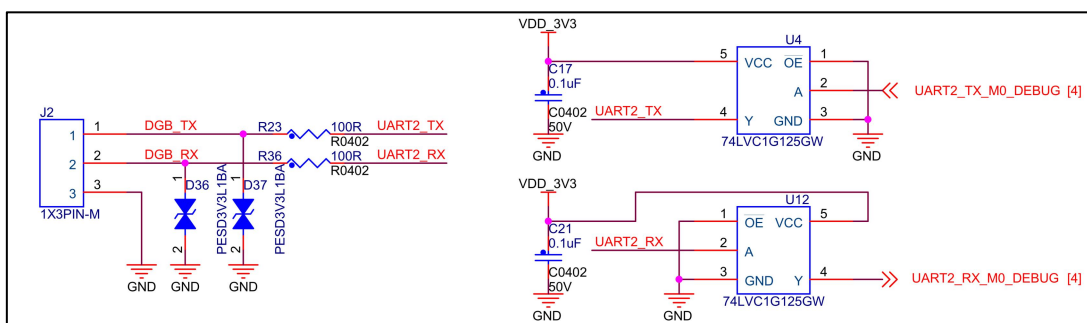 J2
1
2
3
1X3PIN-M
1
2
3
DGB_TX
DGB_RX
R23
100R
R0402
UART2_TX
R36
100R
R0402
UART2_RX
1
D36
2
PESD3V3L1BA
1
D37
2
PESD3V3L1BA
GND
GND
GND
VDD_3V3
C17
0.1uF
C0402
50V
GND
UART2_TX
U4
5
VCC
OE
1
A
2
4
Y
GND
3
74LVC1G125GW
GND
UART2_TX_M0_DEBUG [4]
VDD_3V3
C21
0.1uF
C0402
50V
GND
UART2_RX
U12
1
OE
VCC
5
2
A
3
GND
Y
4
74LVC1G125GW
GND
UART2_RX_M0_DEBUG [4]